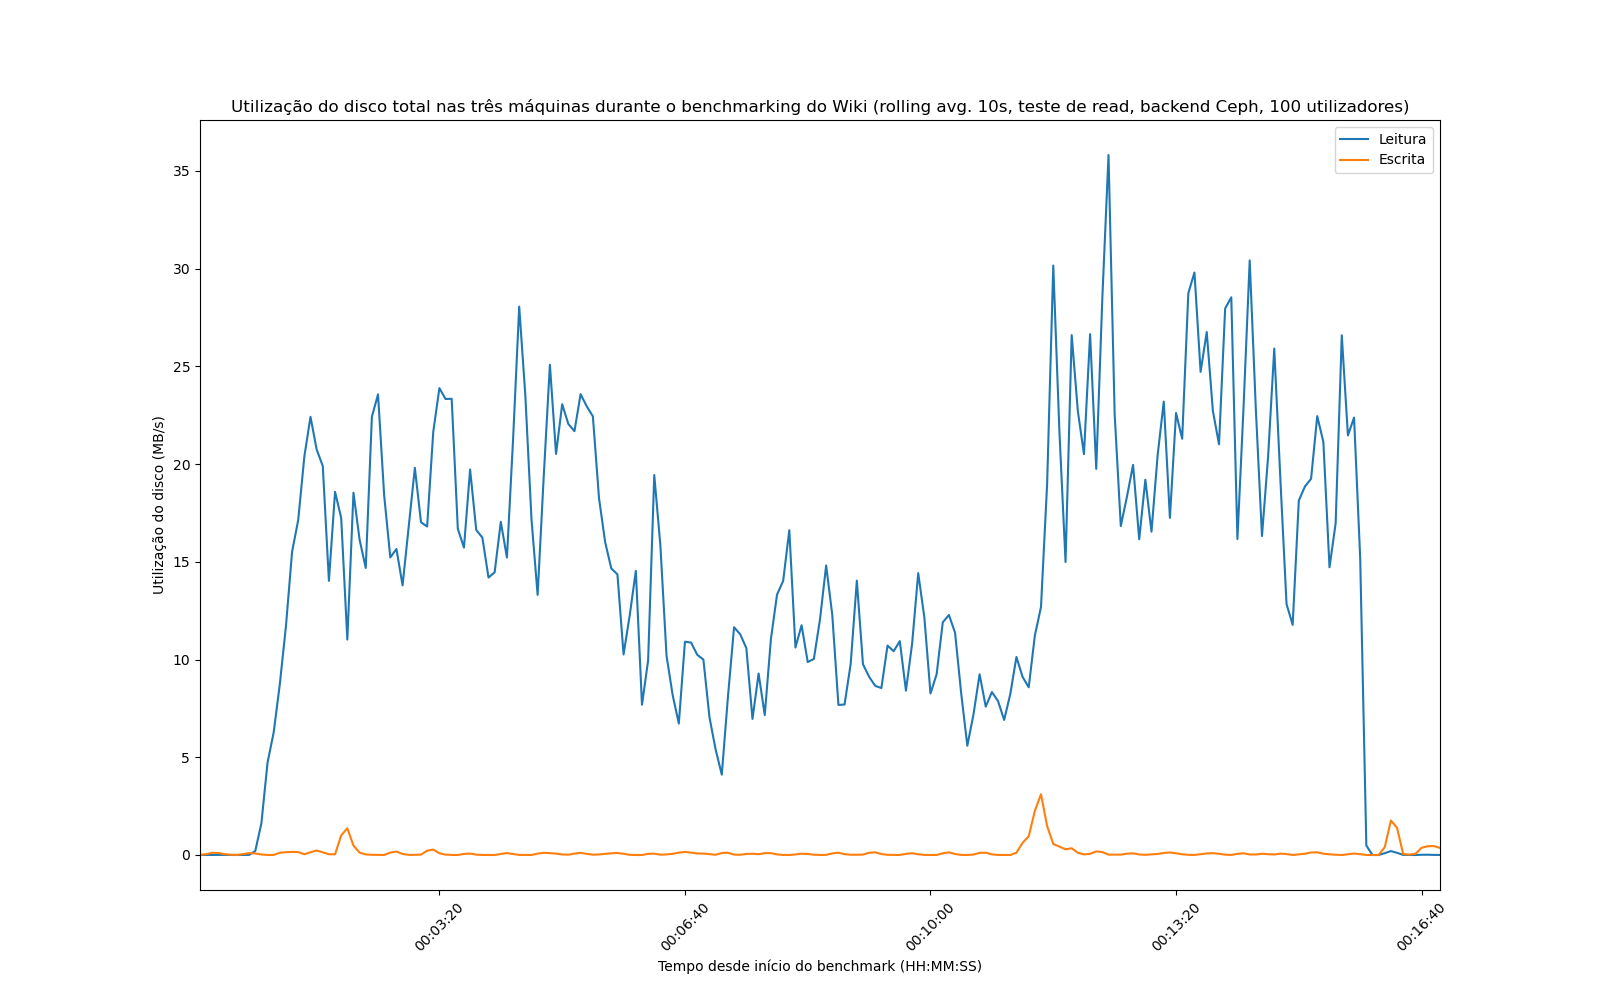 Utilização do disco total nas três máquinas durante o benchmarking do Wiki (rolling avg. 10s, teste de read, backend Ceph, 100 utilizadores)
Leitura
Escrita
Utilização do disco (MB/s)
35
30
25
20
15
10
5
0
00:03:20
00:06:40
00:10:00
00:13:20
00:16:40
Tempo desde início do benchmark (HH:MM:SS)